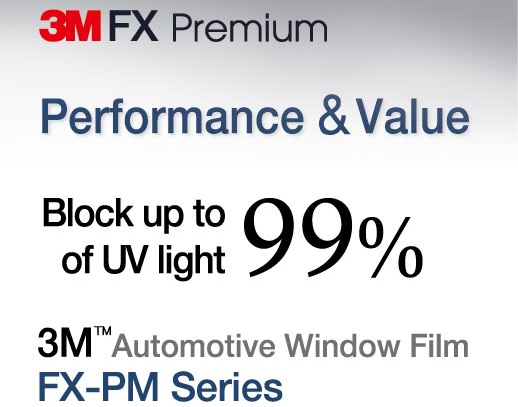 3M FX Premium
Performance & Value
Block up to 99%
of UV light
3M™ Automotive Window Film
FX-PM Series